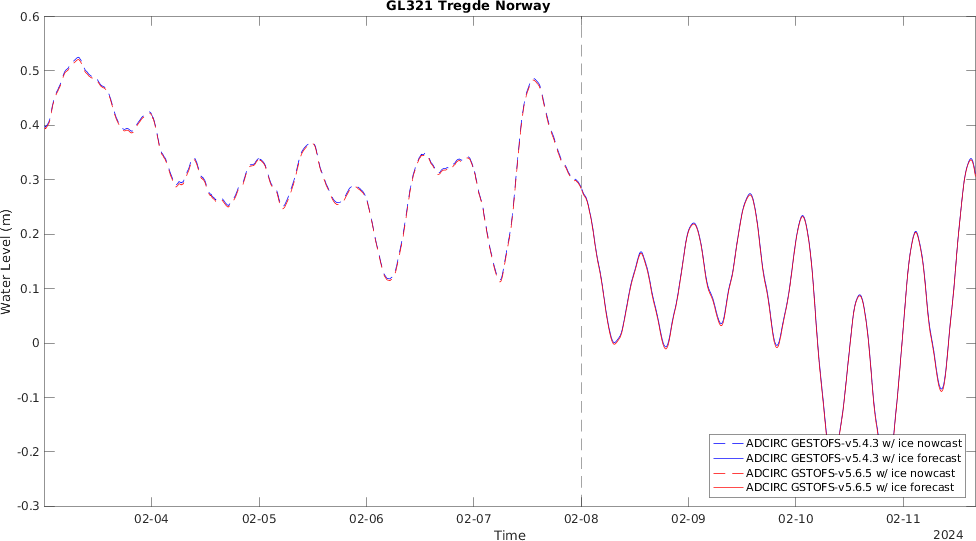 GL321 Tregde Norway
0.6
0.5
0.4
0.3
0.2
0.1
0
-0.1
-0.2
-0.3
Water Level (m)
ADCIRC GESTOFS-v5.4.3 w/ ice nowcast
ADCIRC GESTOFS-v5.4.3 w/ ice forecast
ADCIRC GSTOFS-v5.6.5 w/ ice nowcast
ADCIRC GSTOFS-v5.6.5 w/ ice forecast
02-04 02-05 02-06 02-07 02-08 02-09 02-10 02-11
Time
2024